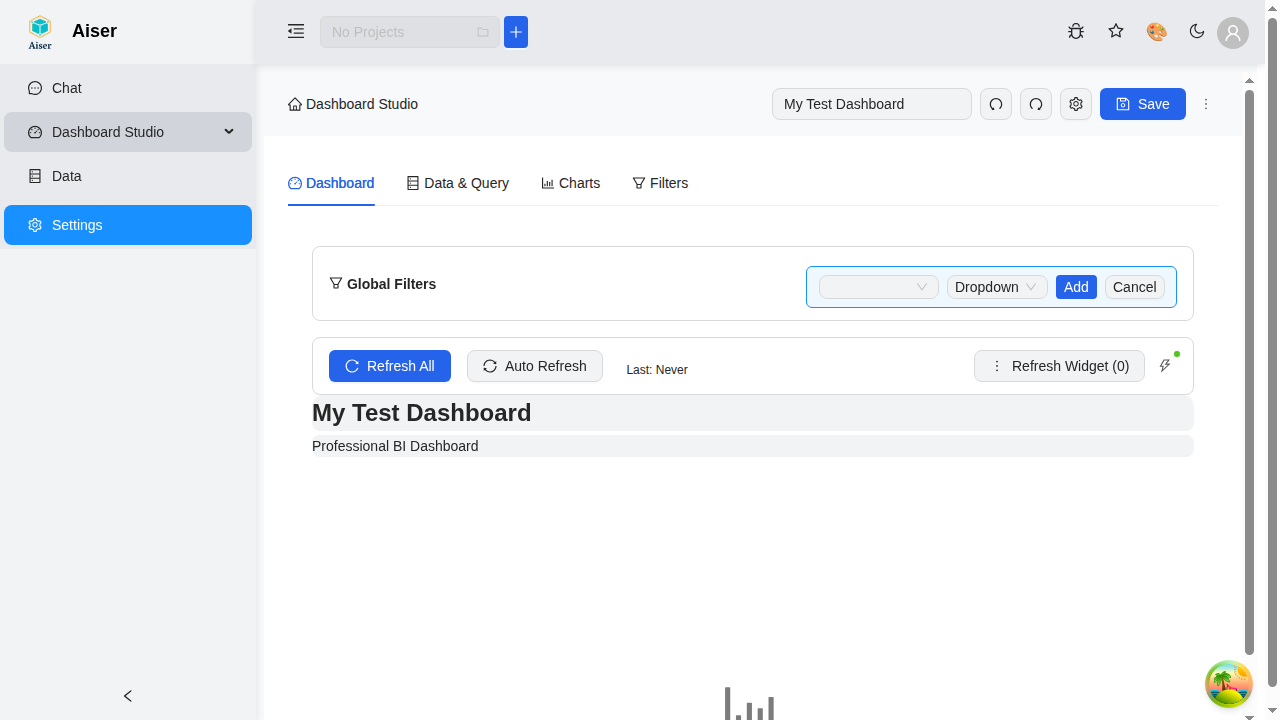 Aiser
Aiser
No Projects
Chat
Dashboard Studio
Data
Settings
Dashboard Studio
My Test Dashboard
Save
Dashboard
Data & Query
Charts
Filters
Global Filters
Dropdown
Add
Cancel
Refresh All
Auto Refresh
Last: Never
Refresh Widget (0)
My Test Dashboard
Professional BI Dashboard